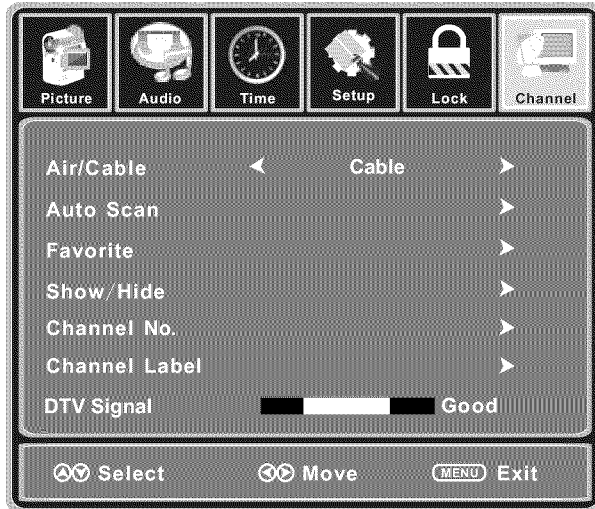 Picture Audio Time Setup Lock Channel
Air/Cable Cable
Auto Scan
Favorite
Show/Hide
Channel No.
Channel Label
DTV Signal Good
Select Move MENU Exit